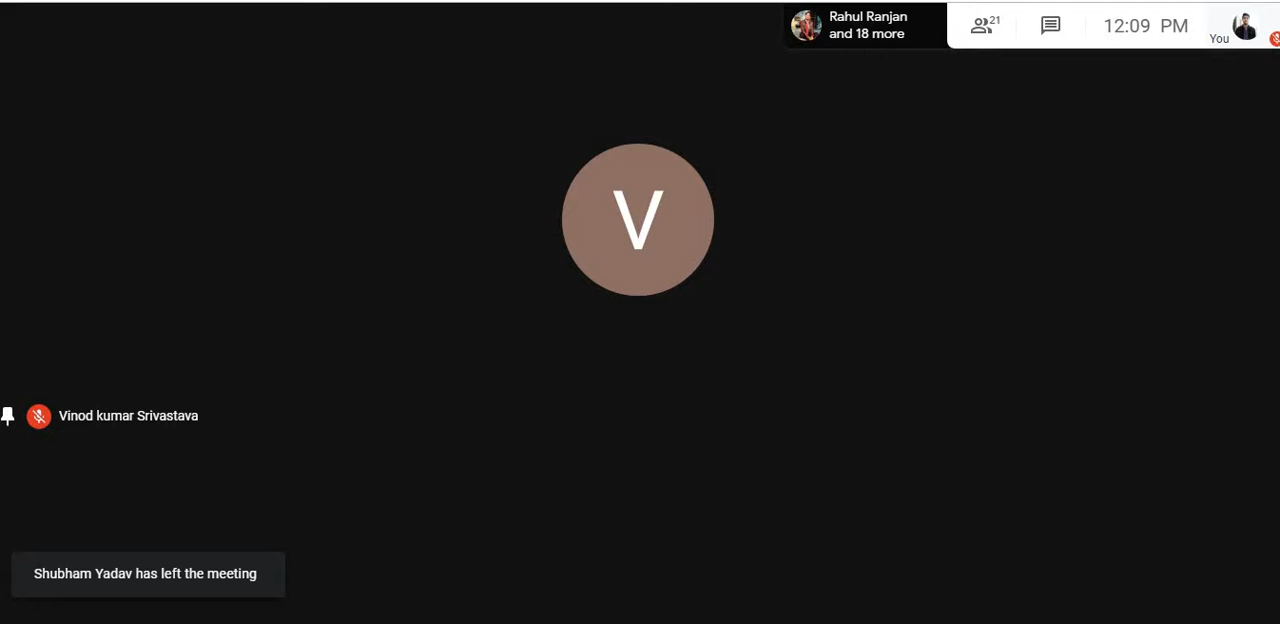 Rahul Ranjan
and 18 more
21
12:09 PM
You
V
Vinod kumar Srivastava
Shubham Yadav has left the meeting